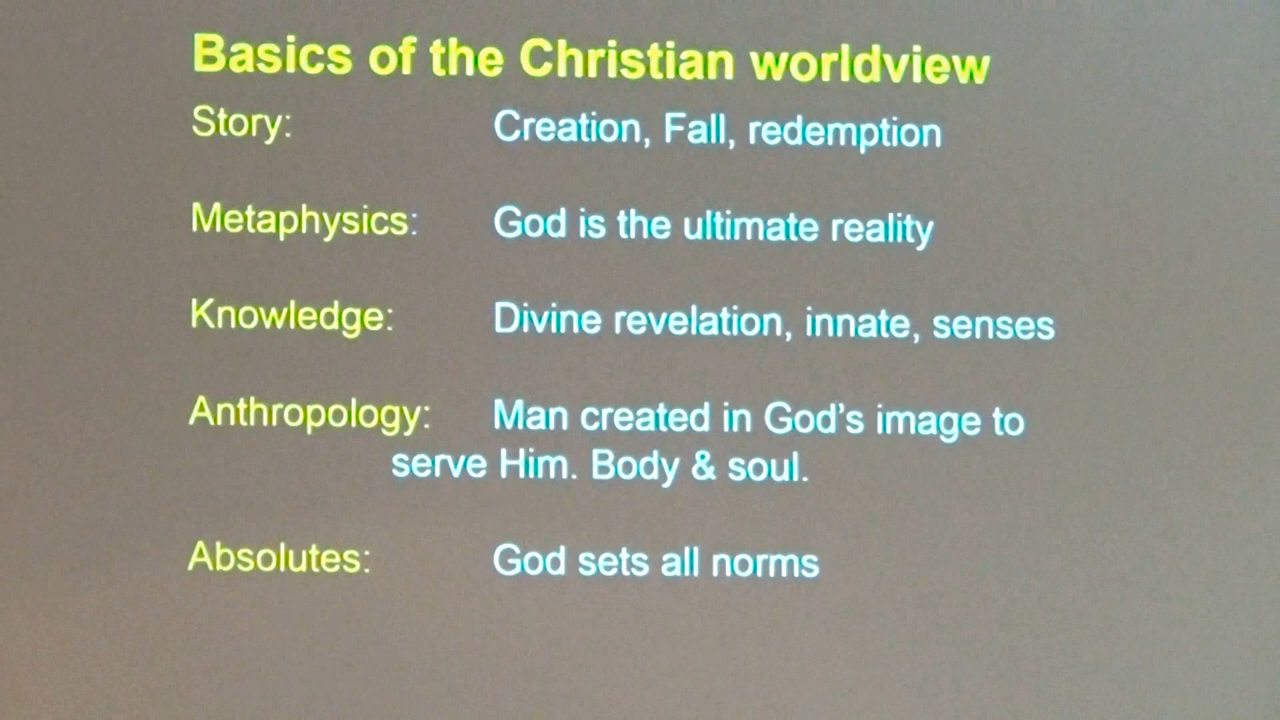 Basics of the Christian worldview
Story: Creation, Fall, redemption
Metaphysics: God is the ultimate reality
Knowledge: Divine revelation, innate, senses
Anthropology: Man created in God's image to
serve Him. Body & soul.
Absolutes: God sets all norms